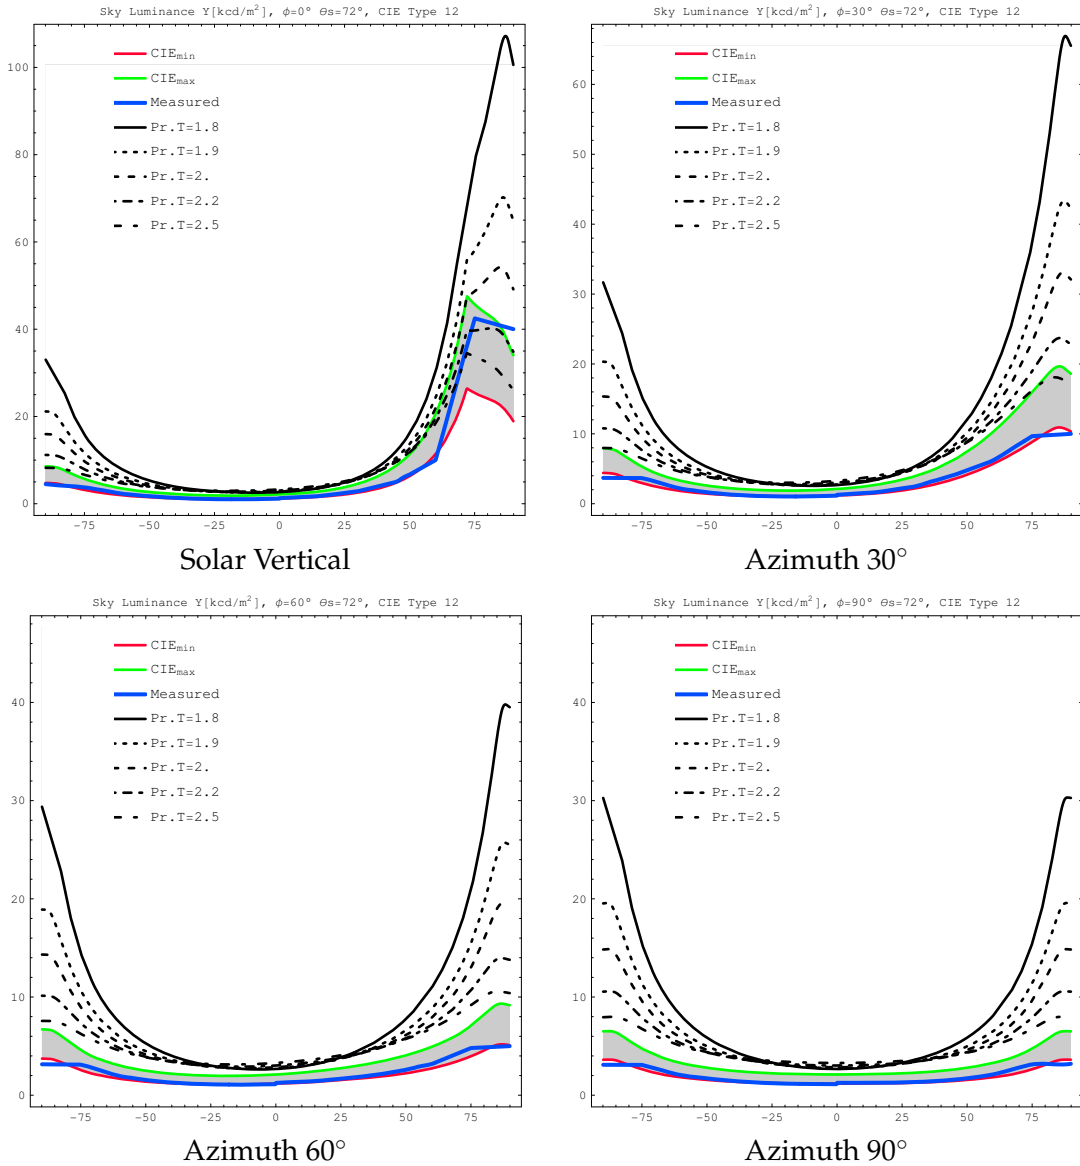 Sky Luminance Y[kcd/m²], ϕ=0° θs=72°, CIE Type 12
CIEmin
CIEmax
Measured
Pr.T=1.8
Pr.T=1.9
Pr.T=2.
Pr.T=2.2
Pr.T=2.5
100
80
60
40
20
0
−75 −50 −25 0 25 50 75
Solar Vertical
Sky Luminance Y[kcd/m²], ϕ=30° θs=72°, CIE Type 12
CIEmin
CIEmax
Measured
Pr.T=1.8
Pr.T=1.9
Pr.T=2.
Pr.T=2.2
Pr.T=2.5
60
50
40
30
20
10
0
−75 −50 −25 0 25 50 75
Azimuth 30°
Sky Luminance Y[kcd/m²], ϕ=60° θs=72°, CIE Type 12
CIEmin
CIEmax
Measured
Pr.T=1.8
Pr.T=1.9
Pr.T=2.
Pr.T=2.2
Pr.T=2.5
40
30
20
10
0
−75 −50 −25 0 25 50 75
Azimuth 60°
Sky Luminance Y[kcd/m²], ϕ=90° θs=72°, CIE Type 12
CIEmin
CIEmax
Measured
Pr.T=1.8
Pr.T=1.9
Pr.T=2.
Pr.T=2.2
Pr.T=2.5
40
30
20
10
0
−75 −50 −25 0 25 50 75
Azimuth 90°